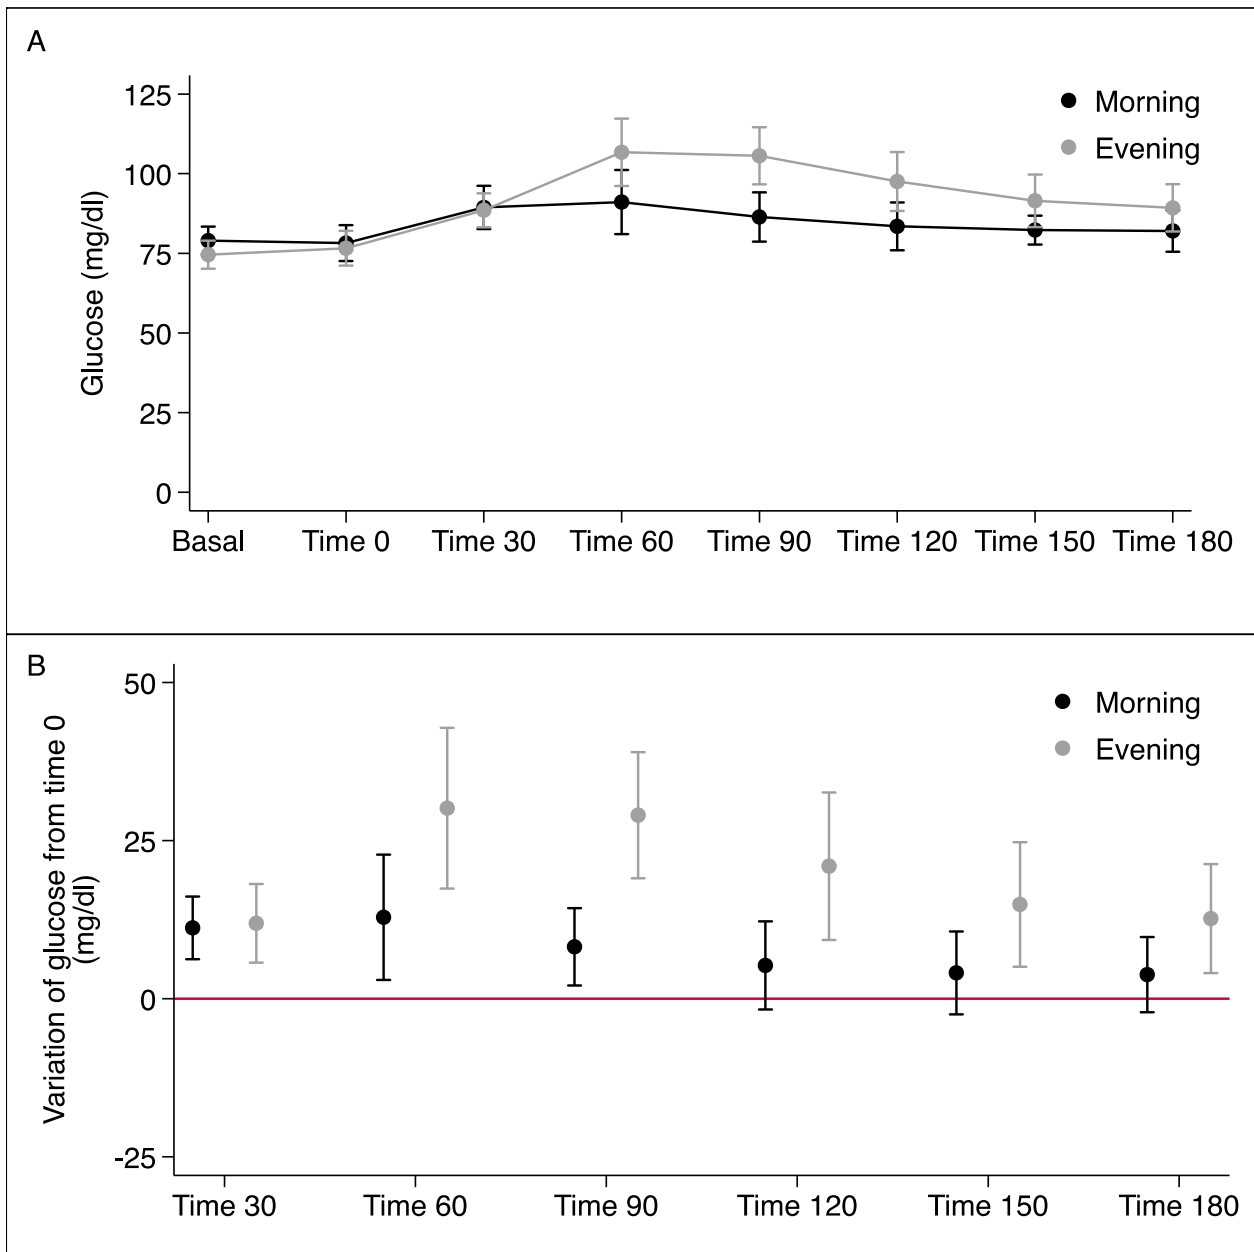 A
125
100
75
50
25
0
Glucose (mg/dl)
Morning
Evening
Basal Time 0 Time 30 Time 60 Time 90 Time 120 Time 150 Time 180
B
50
25
0
-25
Variation of glucose from time 0
(mg/dl)
Morning
Evening
Time 30 Time 60 Time 90 Time 120 Time 150 Time 180